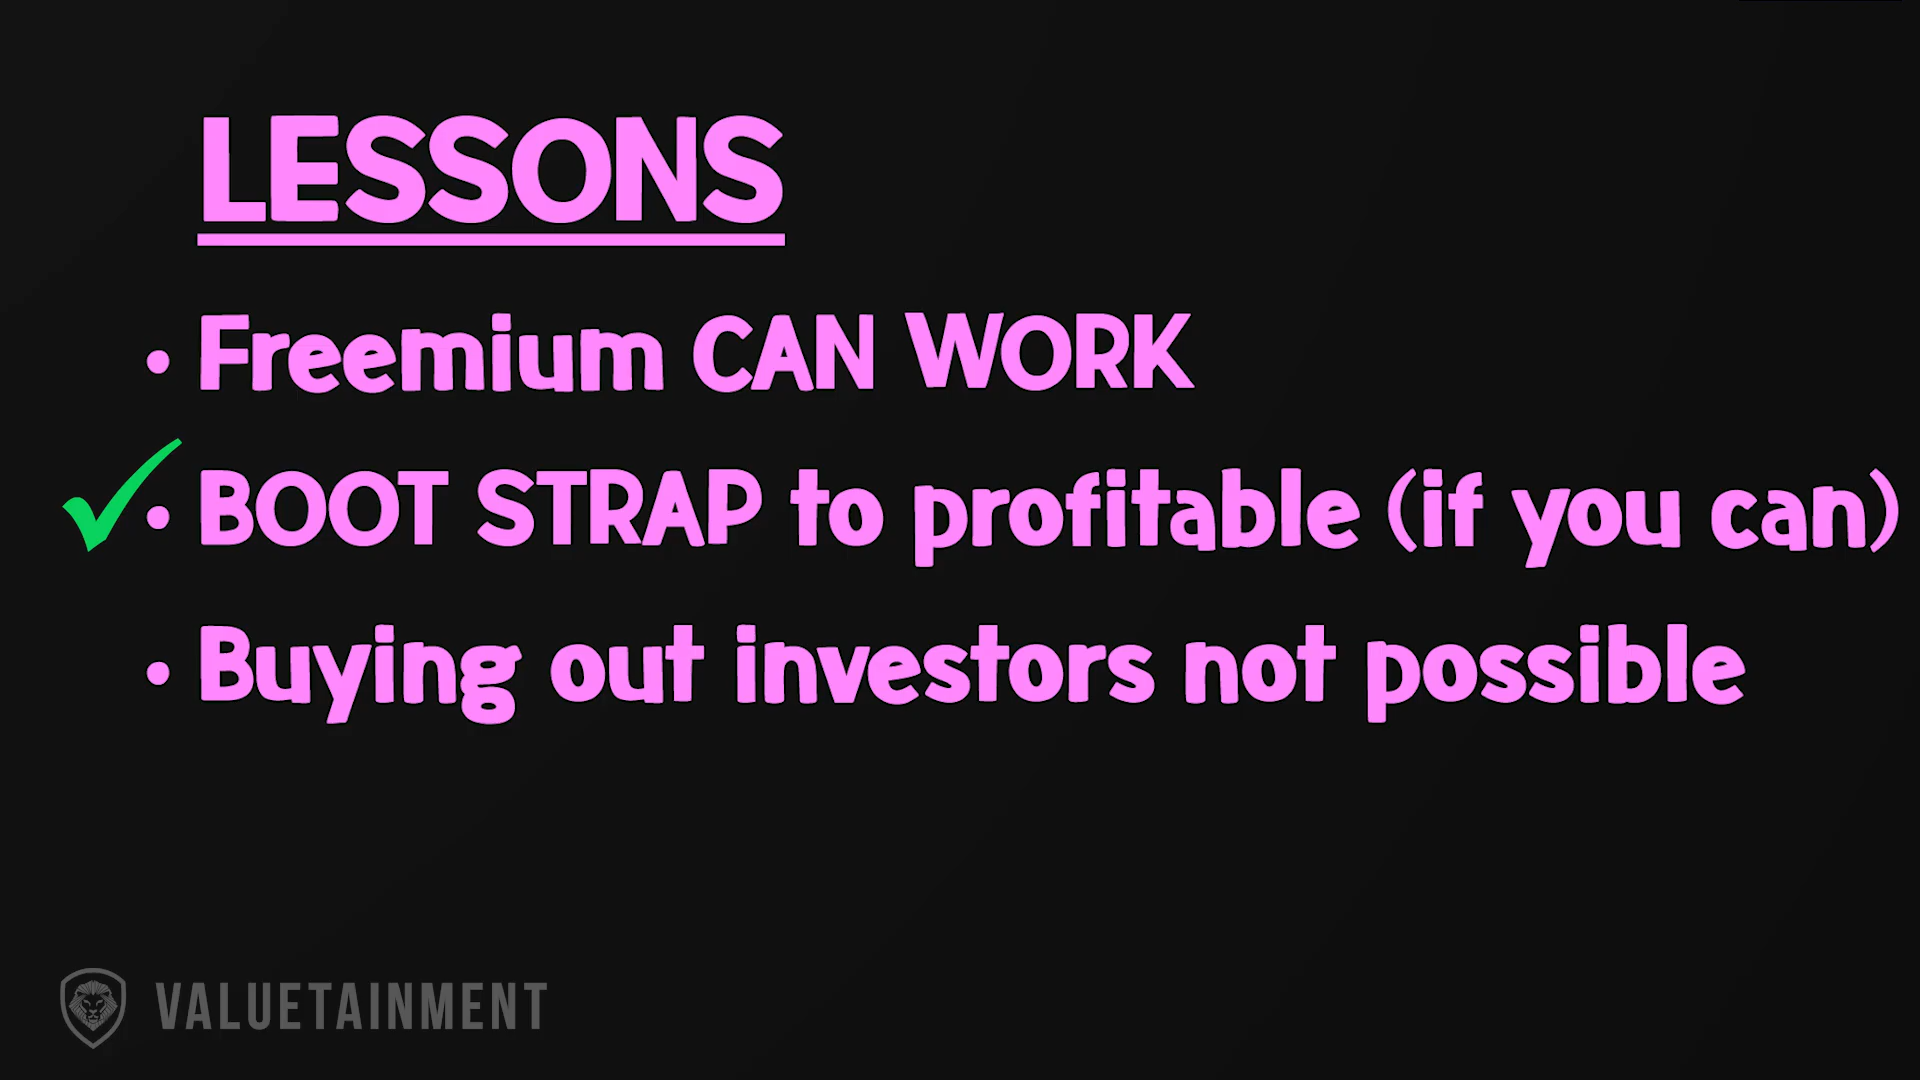 LESSONS
• Freemium CAN WORK
• BOOT STRAP to profitable (if you can)
• Buying out investors not possible
VALUETAINMENT